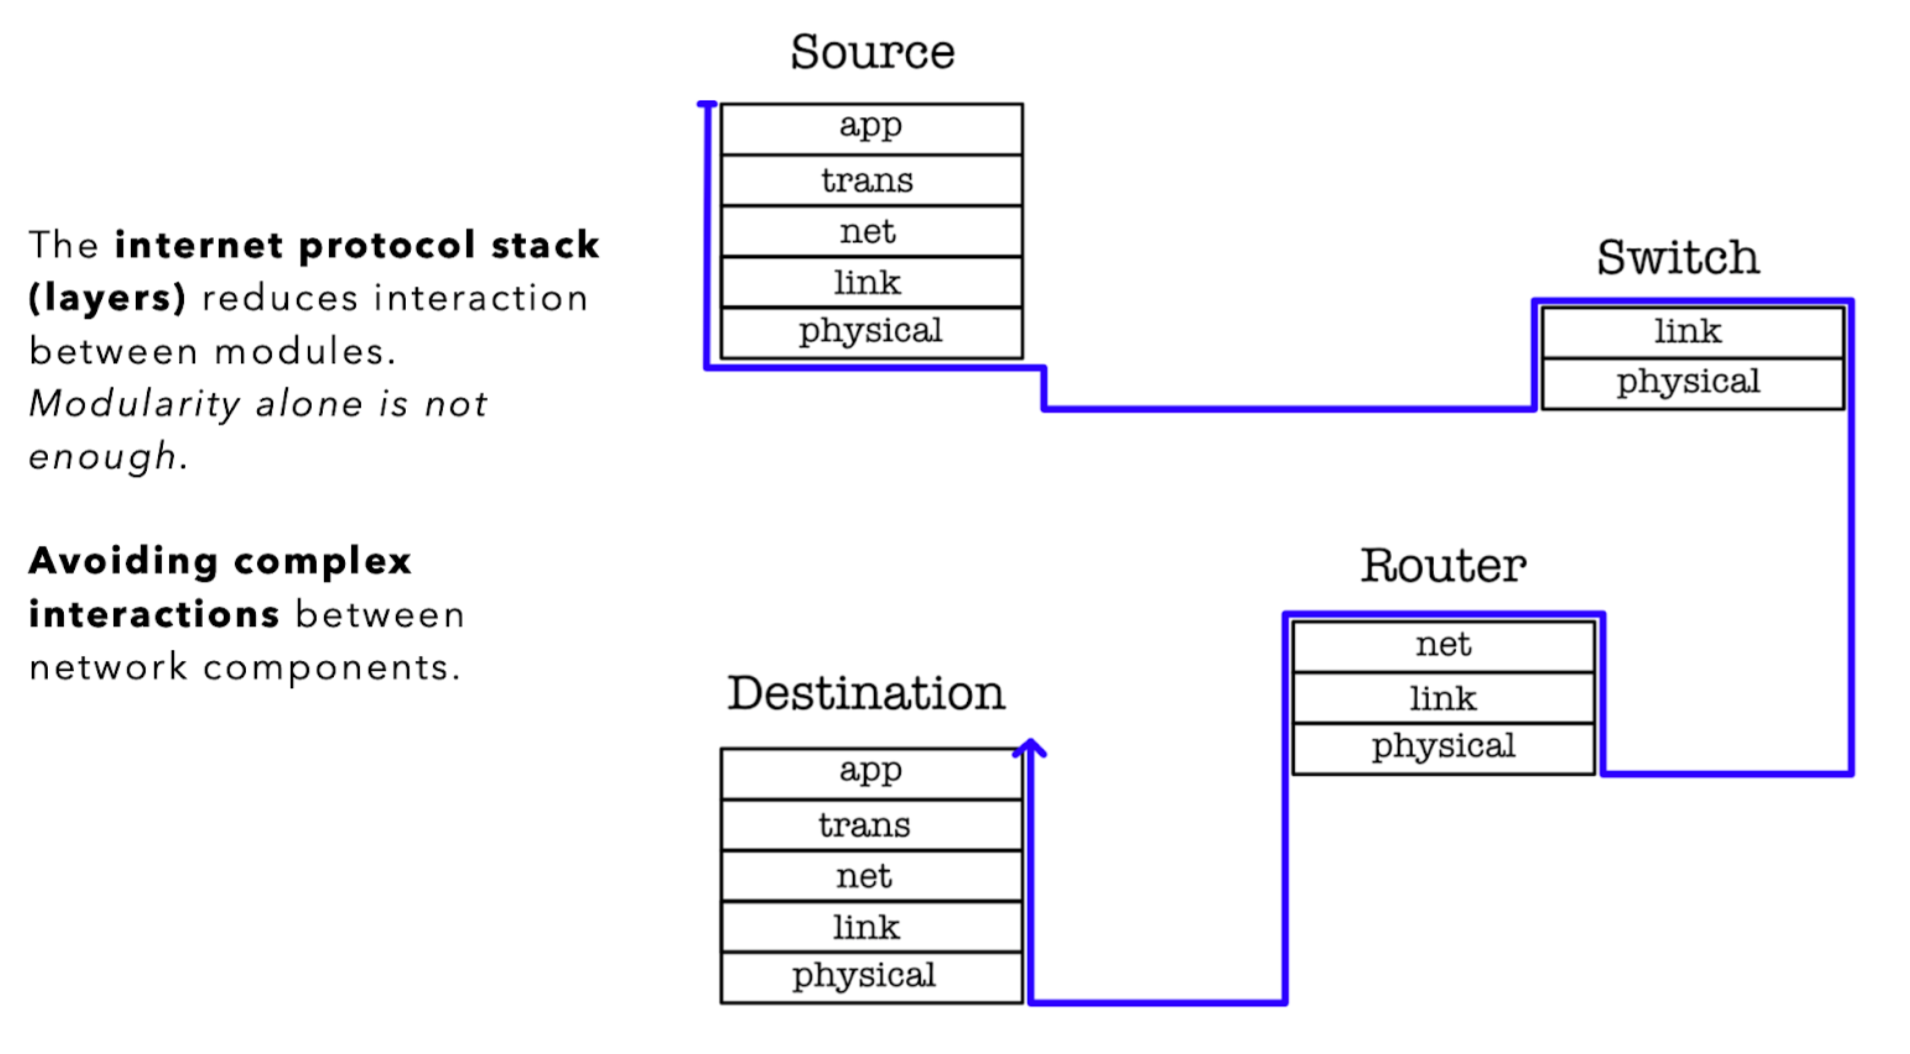 The internet protocol stack
(layers) reduces interaction
between modules.
Modularity alone is not
enough.
Avoiding complex
interactions between
network components.
Source
app
trans
net
link
physical
Switch
link
physical
Router
net
link
physical
Destination
app
trans
net
link
physical